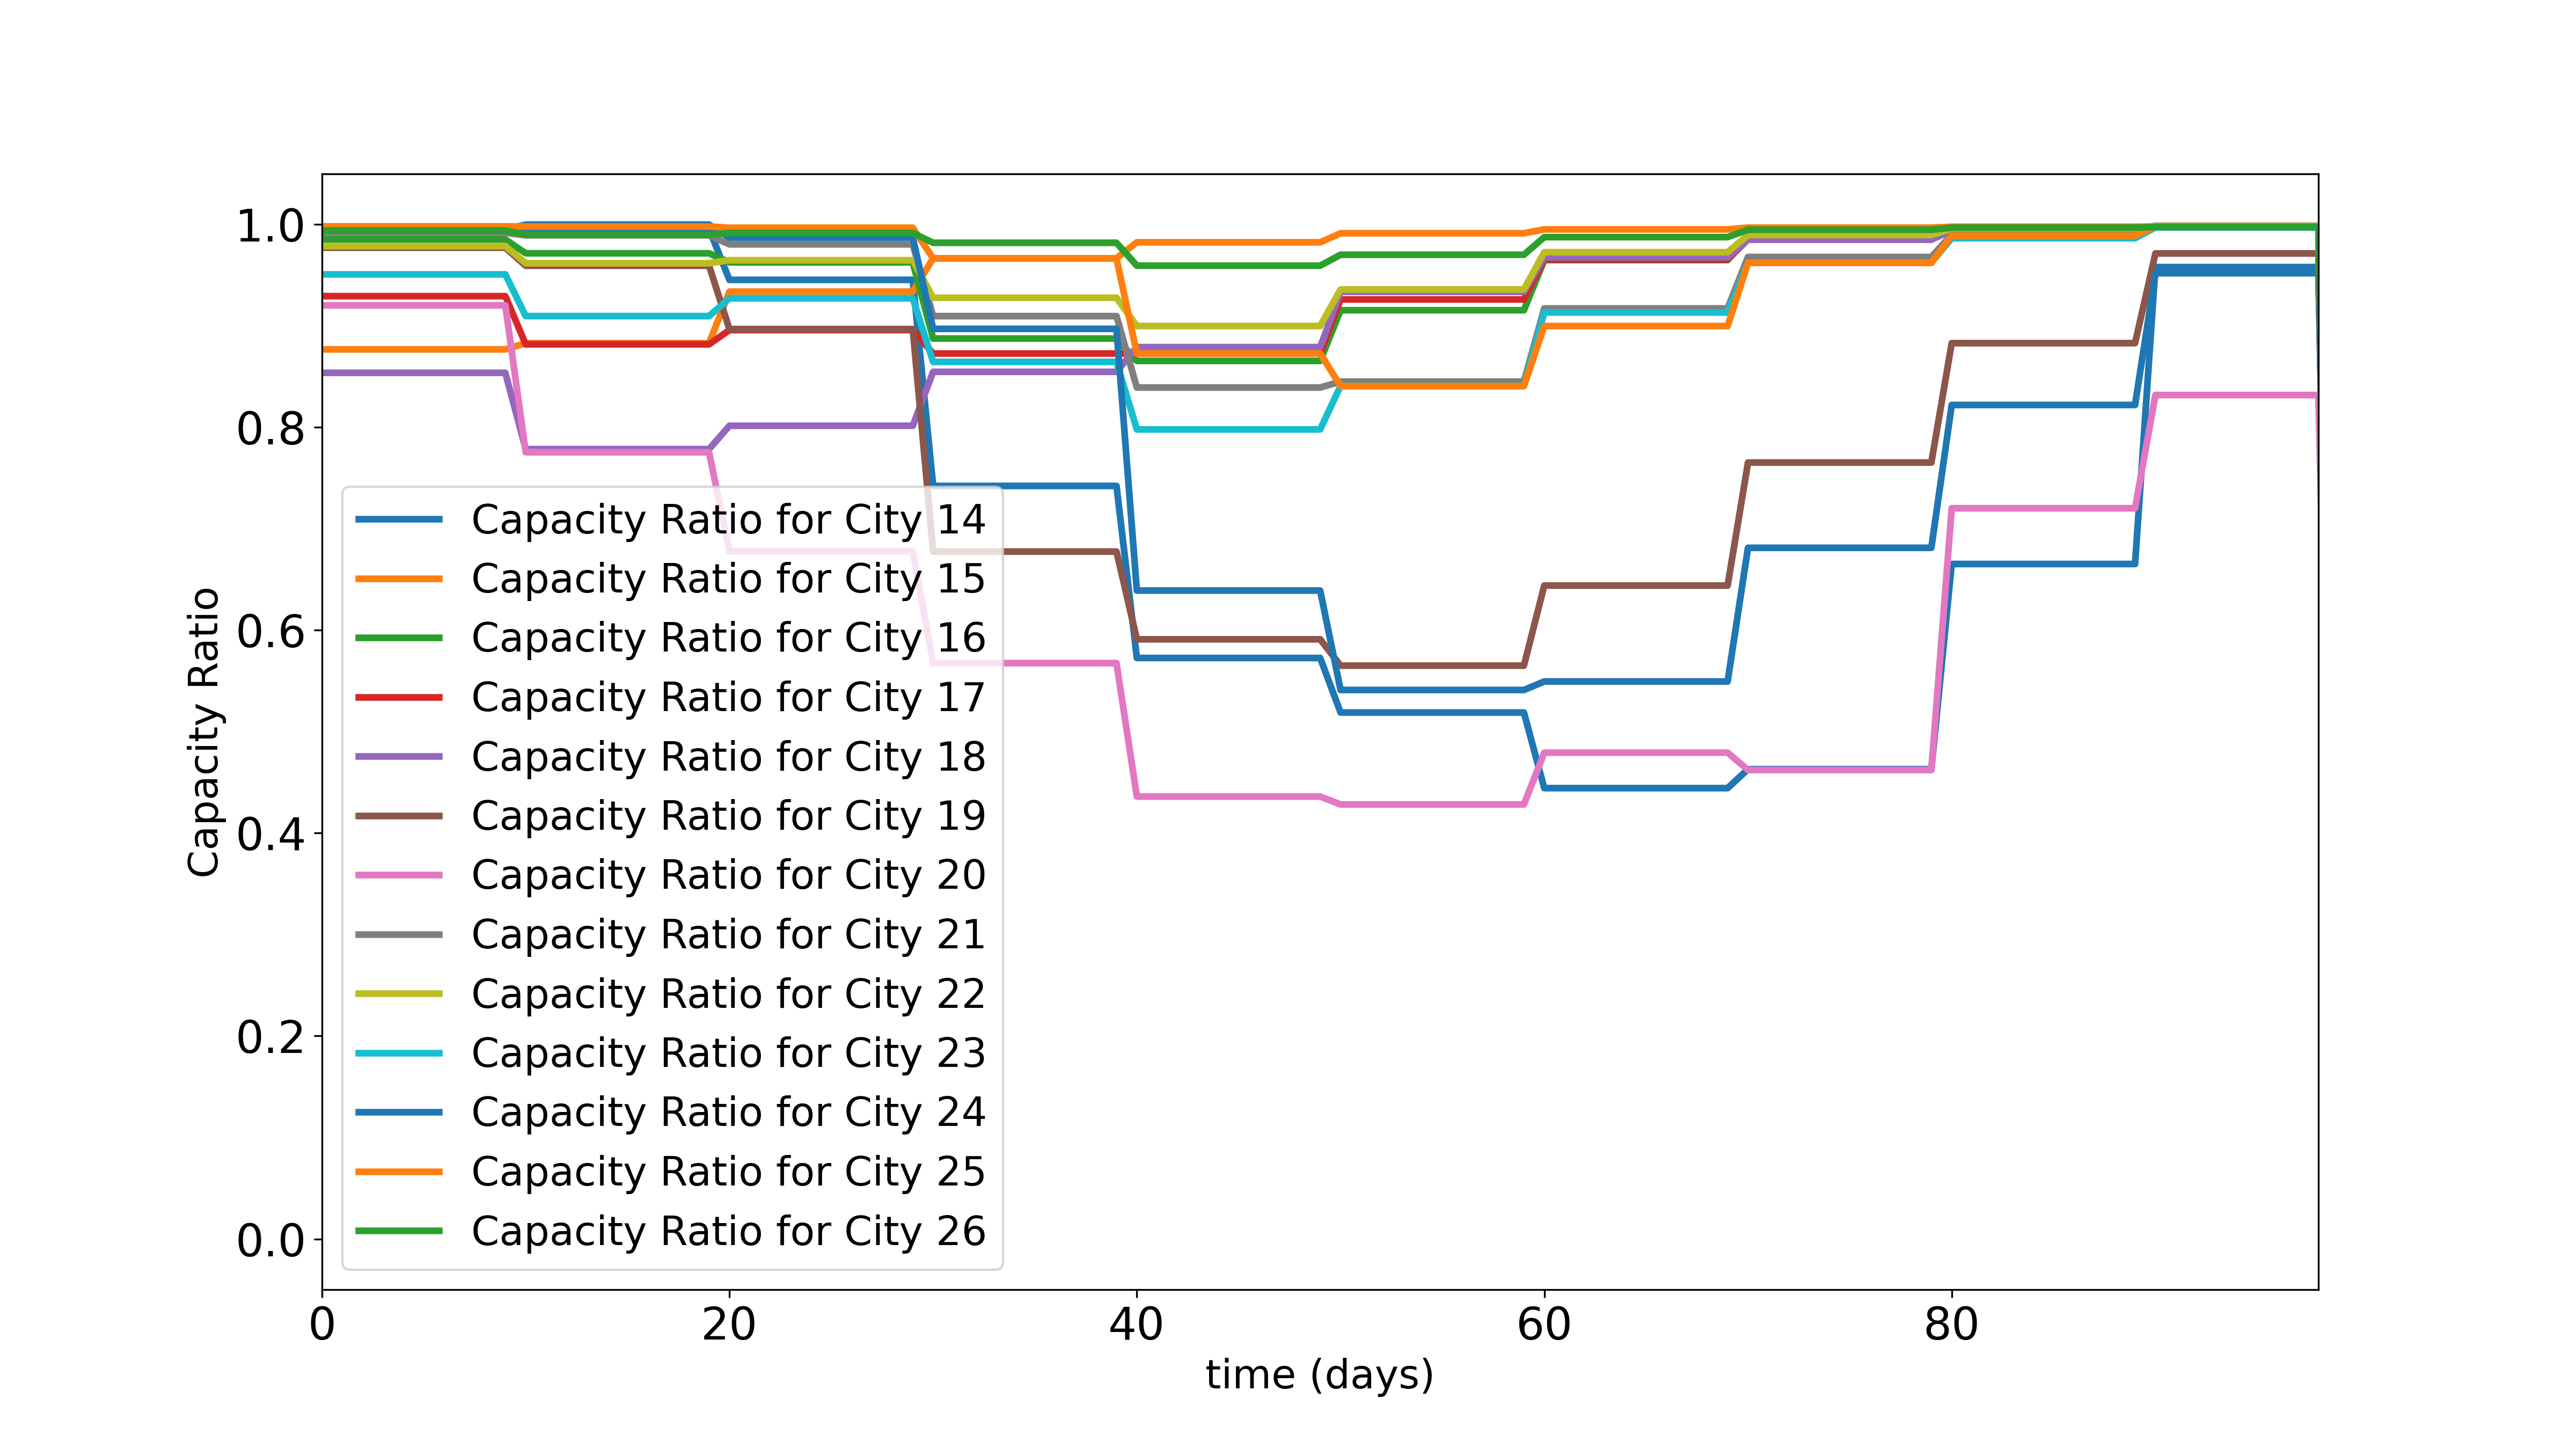 1.0
0.8
0.6
0.4
0.2
0.0
Capacity Ratio
Capacity Ratio for City 14
Capacity Ratio for City 15
Capacity Ratio for City 16
Capacity Ratio for City 17
Capacity Ratio for City 18
Capacity Ratio for City 19
Capacity Ratio for City 20
Capacity Ratio for City 21
Capacity Ratio for City 22
Capacity Ratio for City 23
Capacity Ratio for City 24
Capacity Ratio for City 25
Capacity Ratio for City 26
0 20 40 60 80
time (days)